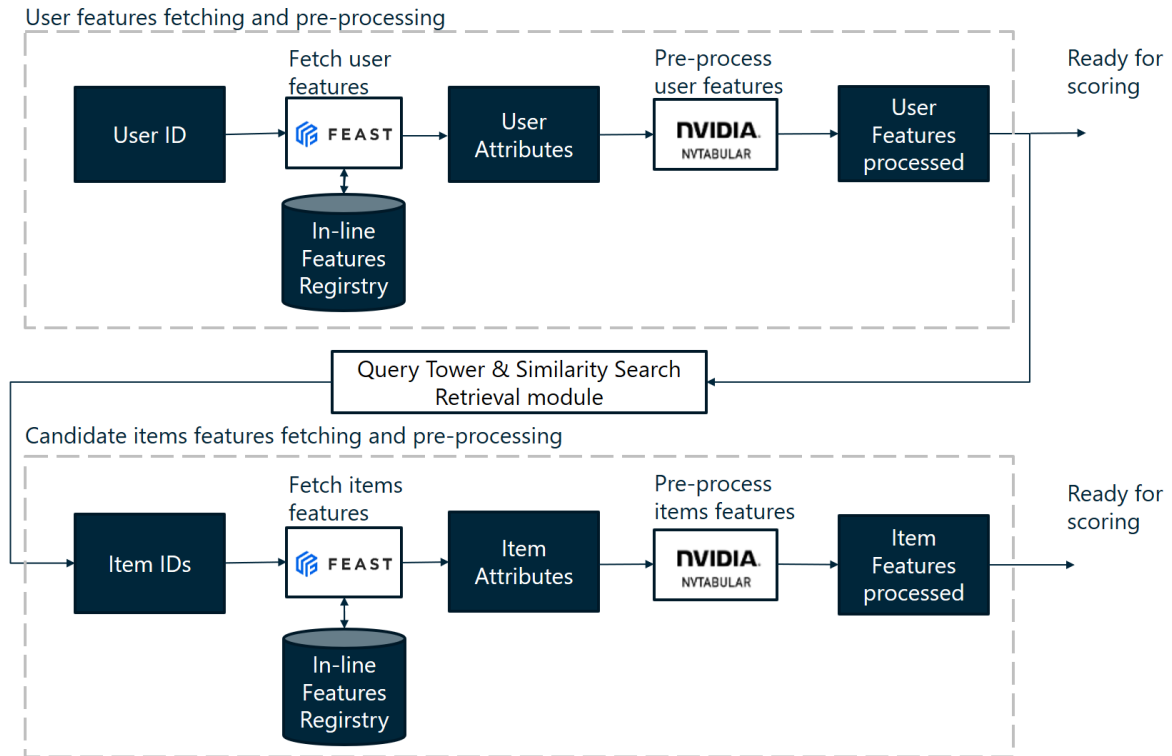 User features fetching and pre-processing
Fetch user
features
Pre-process
user features
Ready for
scoring
User ID
FEAST
User
Attributes
NVIDIA.
NVTABULAR
User
Features
processed
In-line
Features
Regirstry
Query Tower & Similarity Search
Retrieval module
Candidate items features fetching and pre-processing
Fetch items
features
Pre-process
items features
Ready for
scoring
Item IDs
FEAST
Item
Attributes
NVIDIA.
NVTABULAR
Item
Features
processed
In-line
Features
Regirstry